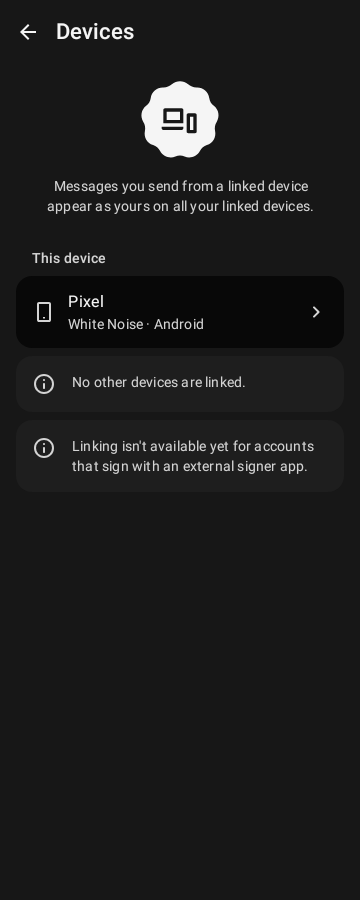 Devices
Messages you send from a linked device
appear as yours on all your linked devices.
This device
Pixel
White Noise · Android
No other devices are linked.
Linking isn't available yet for accounts
that sign with an external signer app.